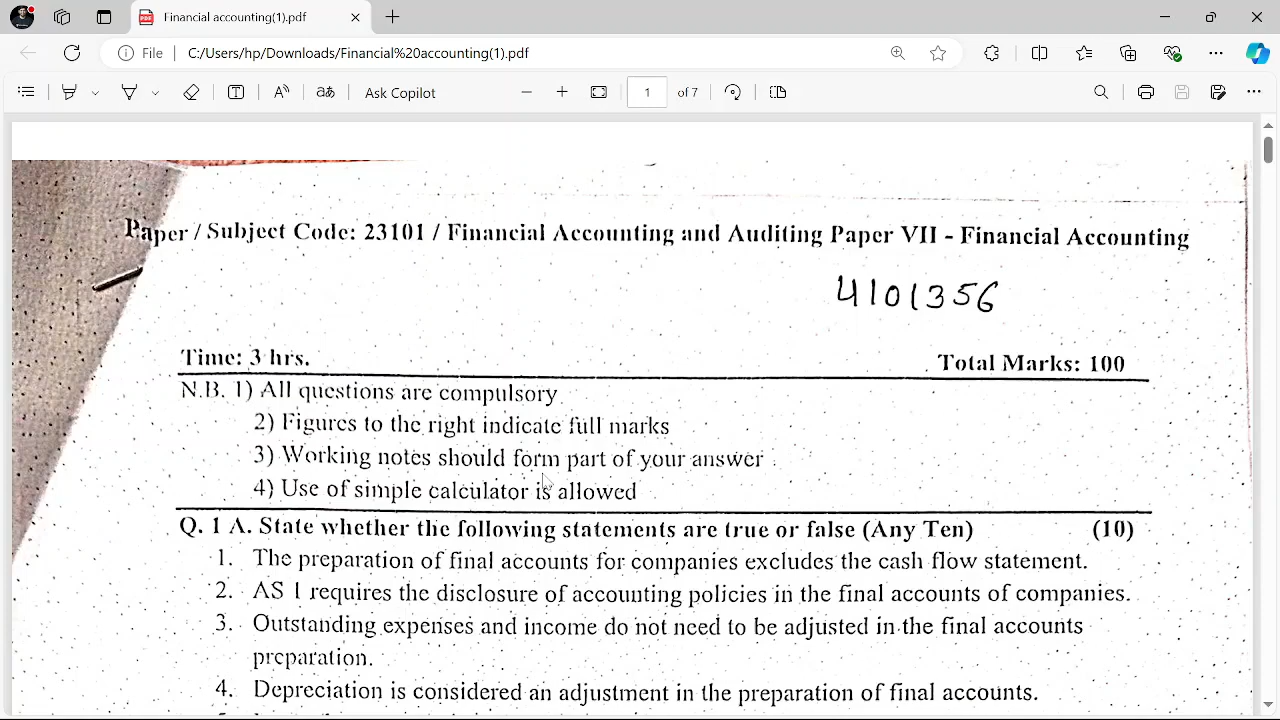 Financial accounting(1).pdf
File C:/Users/hp/Downloads/Financial%20accounting(1).pdf
Ask Copilot 1 of 7
Paper / Subject Code: 23101 / Financial Accounting and Auditing Paper VII - Financial Accounting
4101356
Time: 3 hrs. Total Marks: 100
N.B. 1) All questions are compulsory
2) Figures to the right indicate full marks
3) Working notes should form part of your answer
4) Use of simple calculator is allowed
Q. 1 A. State whether the following statements are true or false (Any Ten) (10)
1. The preparation of final accounts for companies excludes the cash flow statement.
2. AS 1 requires the disclosure of accounting policies in the final accounts of companies.
3. Outstanding expenses and income do not need to be adjusted in the final accounts
preparation.
4. Depreciation is considered an adjustment in the preparation of final accounts.